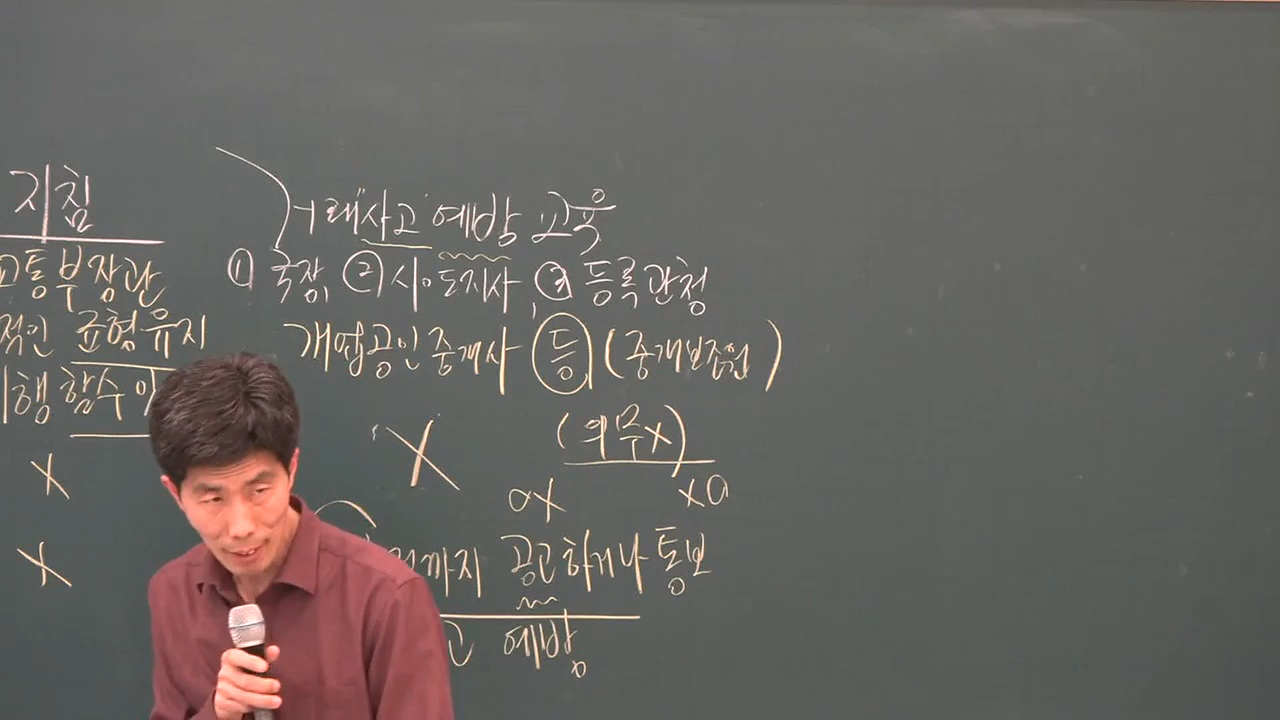 지침
교통부장관
적인 균형유지
이행할수
X
X
거래"사고"예방 교육
① 국장, ② 시·도지사, ③ 등록관청
개업공인중개사 등 (중개보조원)
X (의무X)
OX XO
까지 공고하거나 통보
고 예방